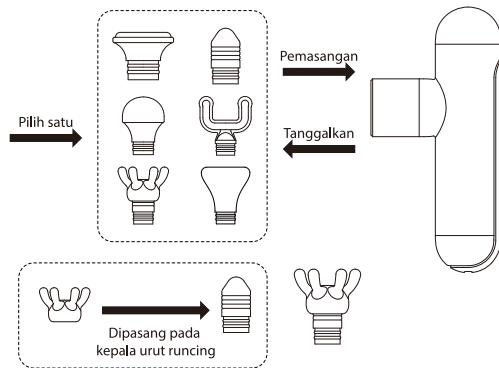 Pemasangan
Pilih satu
Tanggalkan
Dipasang pada
kepala urut runcing